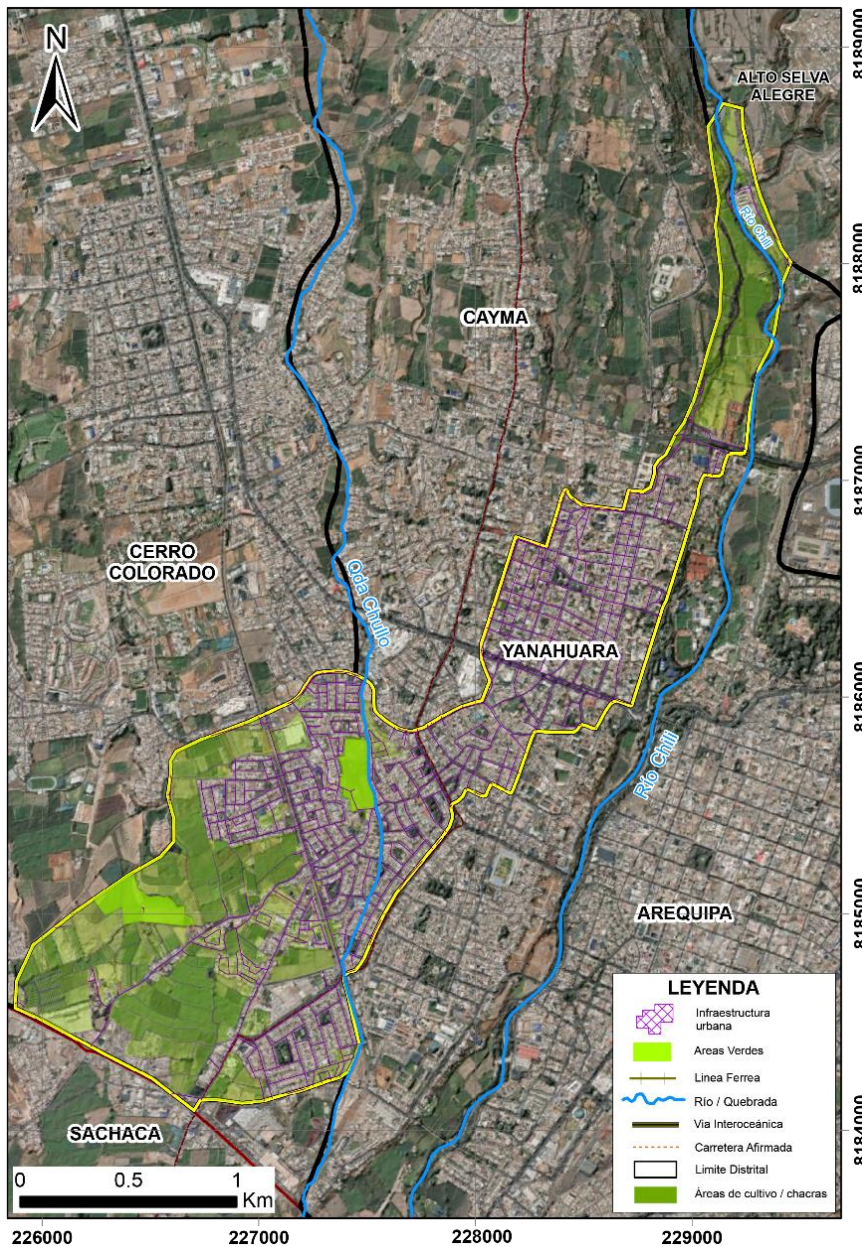 N
ALTO SELVA
ALEGRE
Río Chili
CAYMA
CERRO
COLORADO
Qda Chullo
YANAHUARA
Río Chili
AREQUIPA
SACHACA
LEYENDA
Infraestructura
urbana
Areas Verdes
Linea Ferrea
Río / Quebrada
Via Interoceánica
Carretera Afirmada
Limite Distrital
Áreas de cultivo / chacras
0 0.5 1
Km
226000 227000 228000 229000
8189000
8188000
8187000
8186000
8185000
8184000